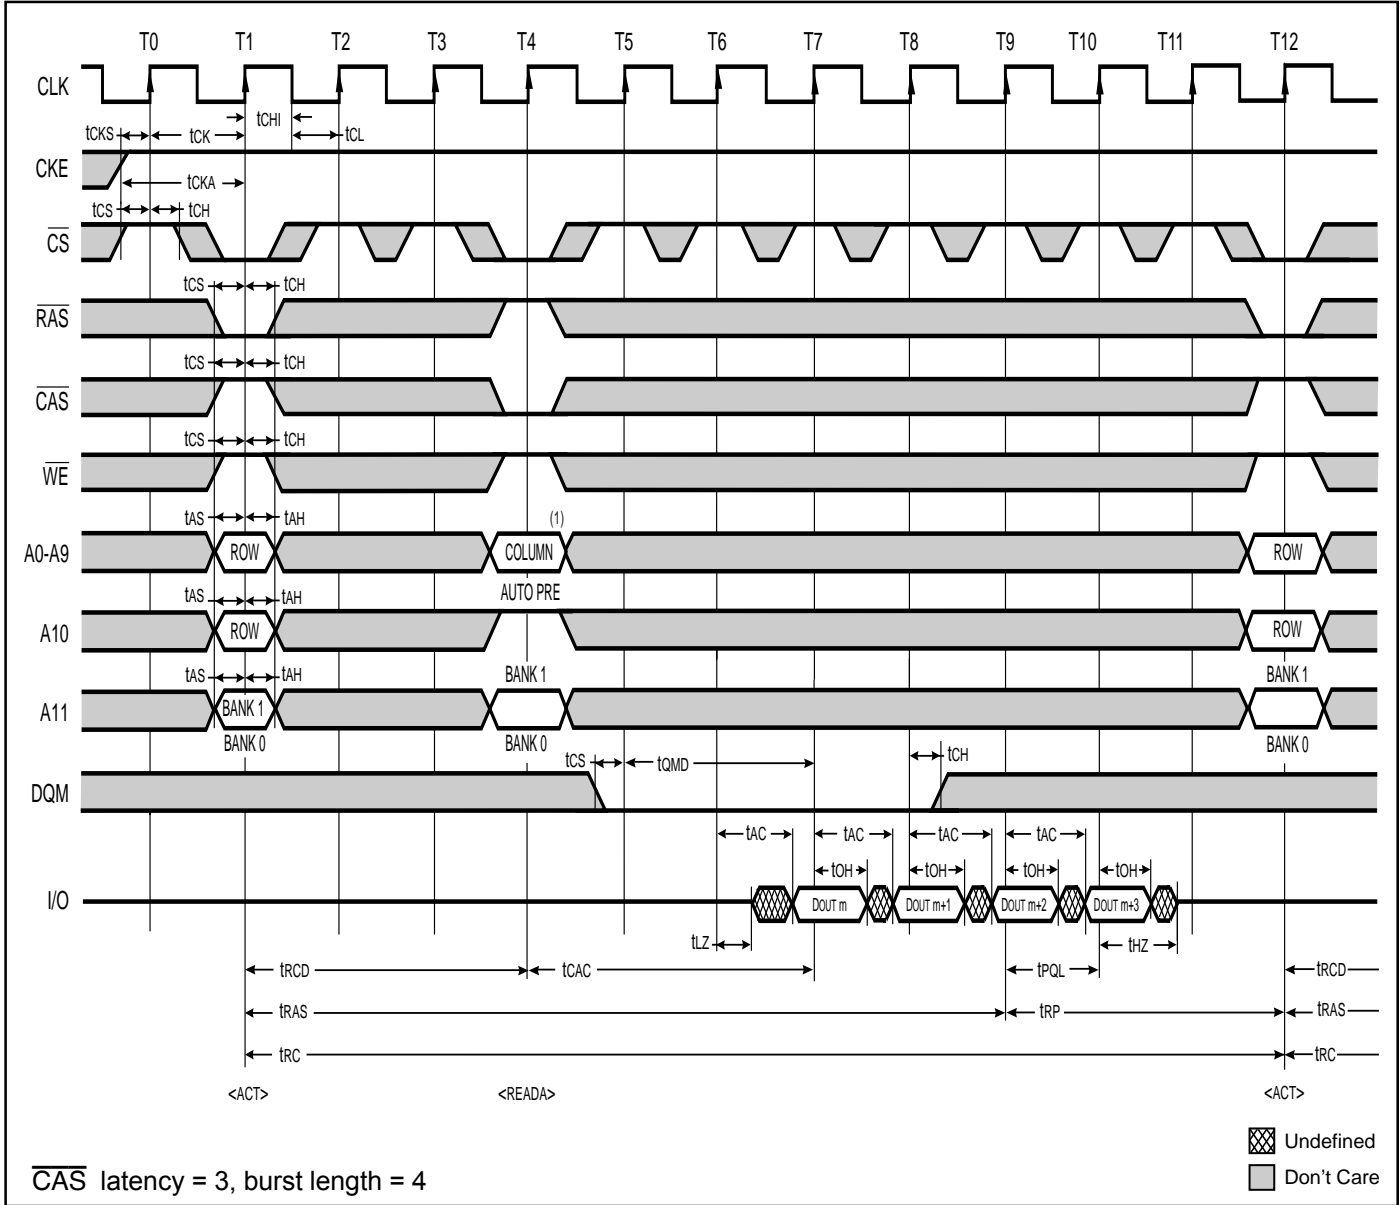 T0 T1 T2 T3 T4 T5 T6 T7 T8 T9 T10 T11 T12
CLK
tCHI
tCKS tCK tCL
CKE
tCKA
tCS tCH
CS
tCS tCH
RAS
tCS tCH
CAS
tCS tCH
WE
tAS tAH (1)
A0-A9 ROW COLUMN ROW
AUTO PRE
tAS tAH
A10 ROW ROW
BANK 1 BANK 1
tAS tAH
A11 BANK 1
BANK 0 BANK 0 BANK 0
tCS tQMD tCH
DQM
tAC tAC tAC tAC
tOH tOH tOH tOH
I/O DOUT m DOUT m+1 DOUT m+2 DOUT m+3
tLZ tHZ
tRCD tCAC tPQL tRCD
tRAS tRP tRAS
tRC tRC
<ACT> <READA> <ACT>
Undefined
Don't Care
CAS latency = 3, burst length = 4